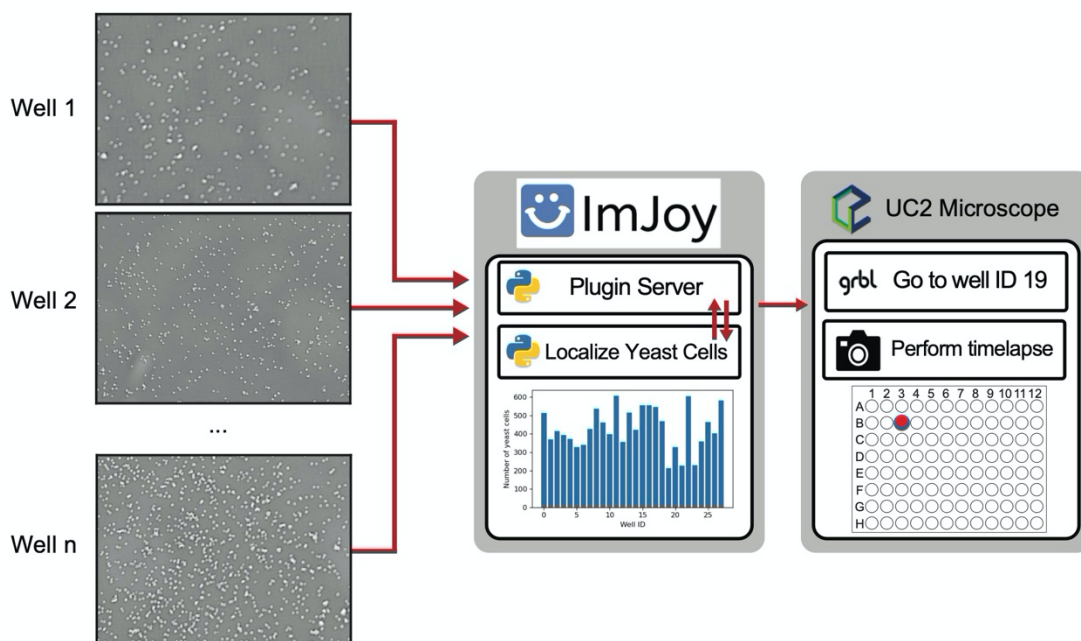 Well 1
Well 2
...
Well n
ImJoy
Plugin Server
Localize Yeast Cells
Number of yeast cells
600
500
400
300
200
100
0
0 5 10 15 20 25
Well ID
UC2 Microscope
grbl Go to well ID 19
Perform timelapse
1 2 3 4 5 6 7 8 9 10 11 12
A
B
C
D
E
F
G
H